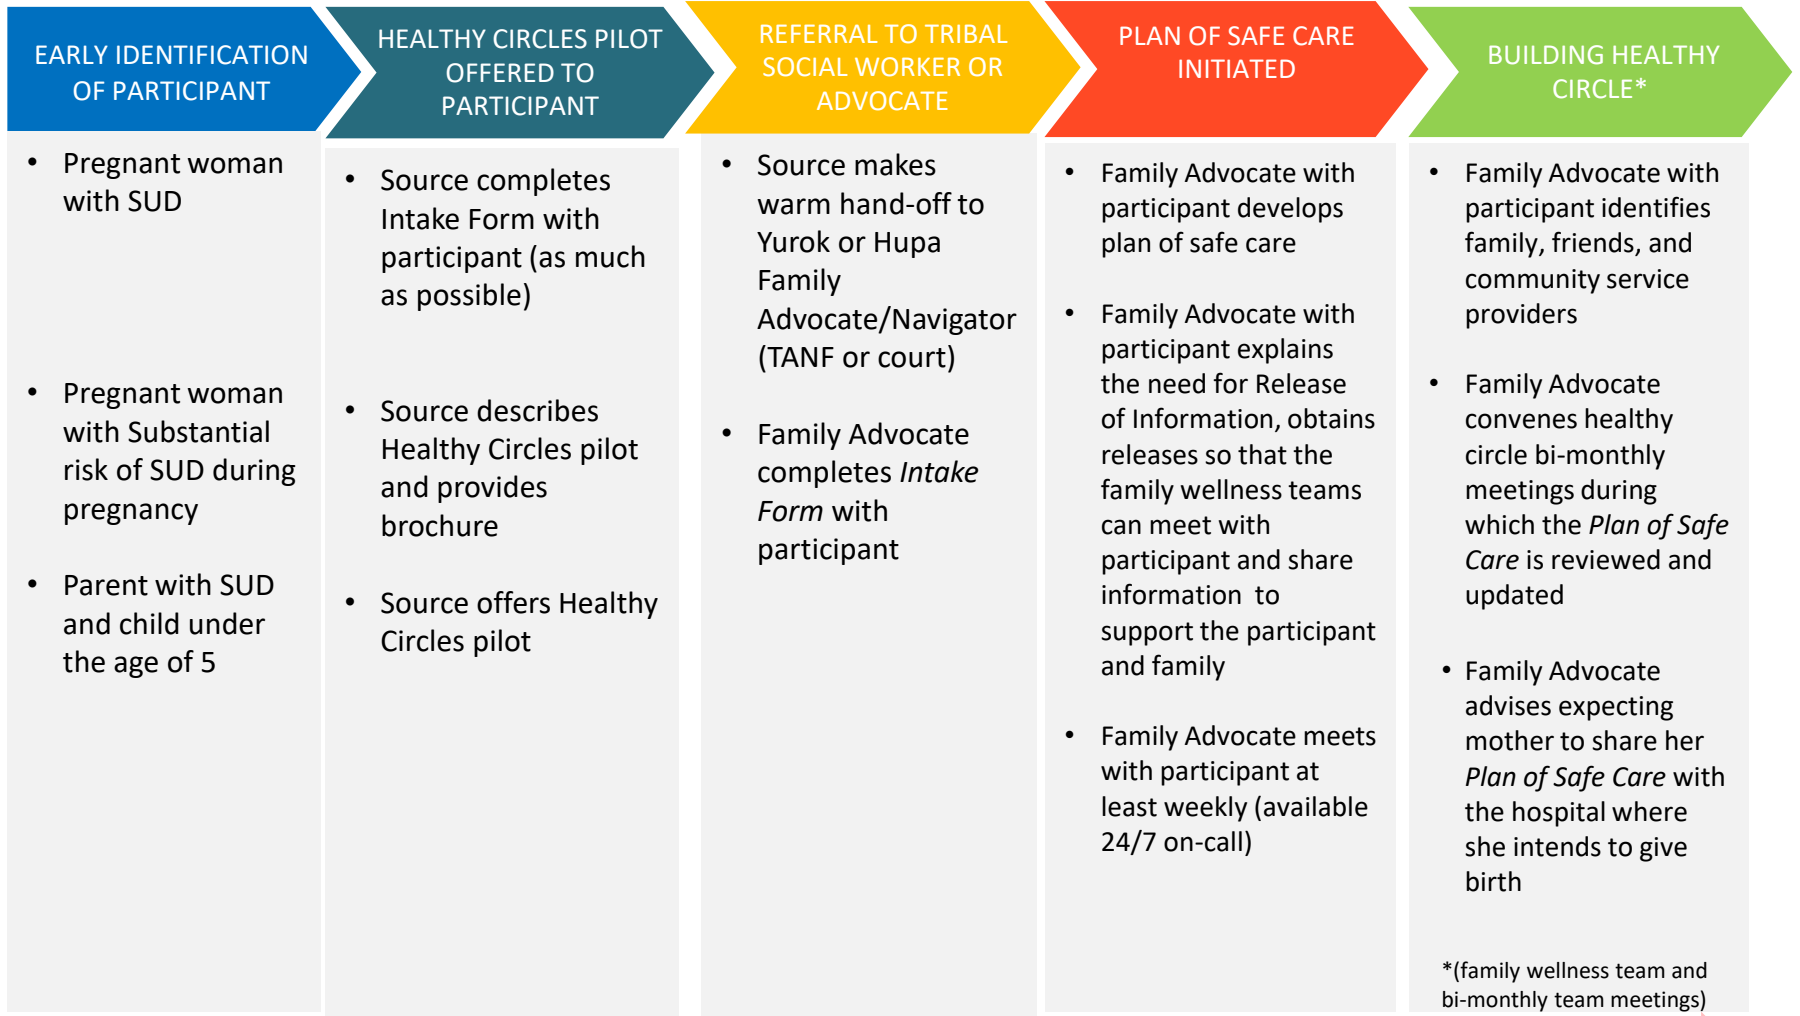 EARLY IDENTIFICATION
OF PARTICIPANT
• Pregnant woman
with SUD
• Pregnant woman
with Substantial
risk of SUD during
pregnancy
• Parent with SUD
and child under
the age of 5
HEALTHY CIRCLES PILOT
OFFERED TO
PARTICIPANT
• Source completes
Intake Form with
participant (as much
as possible)
• Source describes
Healthy Circles pilot
and provides
brochure
• Source offers Healthy
Circles pilot
REFERRAL TO TRIBAL
SOCIAL WORKER OR
ADVOCATE
• Source makes
warm hand-off to
Yurok or Hupa
Family
Advocate/Navigator
(TANF or court)
• Family Advocate
completes Intake
Form with
participant
PLAN OF SAFE CARE
INITIATED
• Family Advocate with
participant develops
plan of safe care
• Family Advocate with
participant explains
the need for Release
of Information, obtains
releases so that the
family wellness teams
can meet with
participant and share
information to
support the participant
and family
• Family Advocate meets
with participant at
least weekly (available
24/7 on-call)
BUILDING HEALTHY
CIRCLE*
• Family Advocate with
participant identifies
family, friends, and
community service
providers
• Family Advocate
convenes healthy
circle bi-monthly
meetings during
which the Plan of Safe
Care is reviewed and
updated
• Family Advocate
advises expecting
mother to share her
Plan of Safe Care with
the hospital where
she intends to give
birth
*(family wellness team and
bi-monthly team meetings)